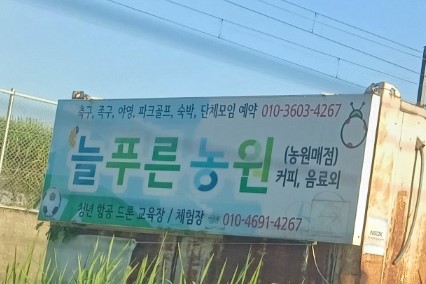 축구, 족구, 야영, 파크골프, 숙박, 단체모임 예약 010-3603-4267
늘푸른농원
(농원매점)
커피, 음료외
청년 항공 드론 교육장 / 체험장 010-4691-4267